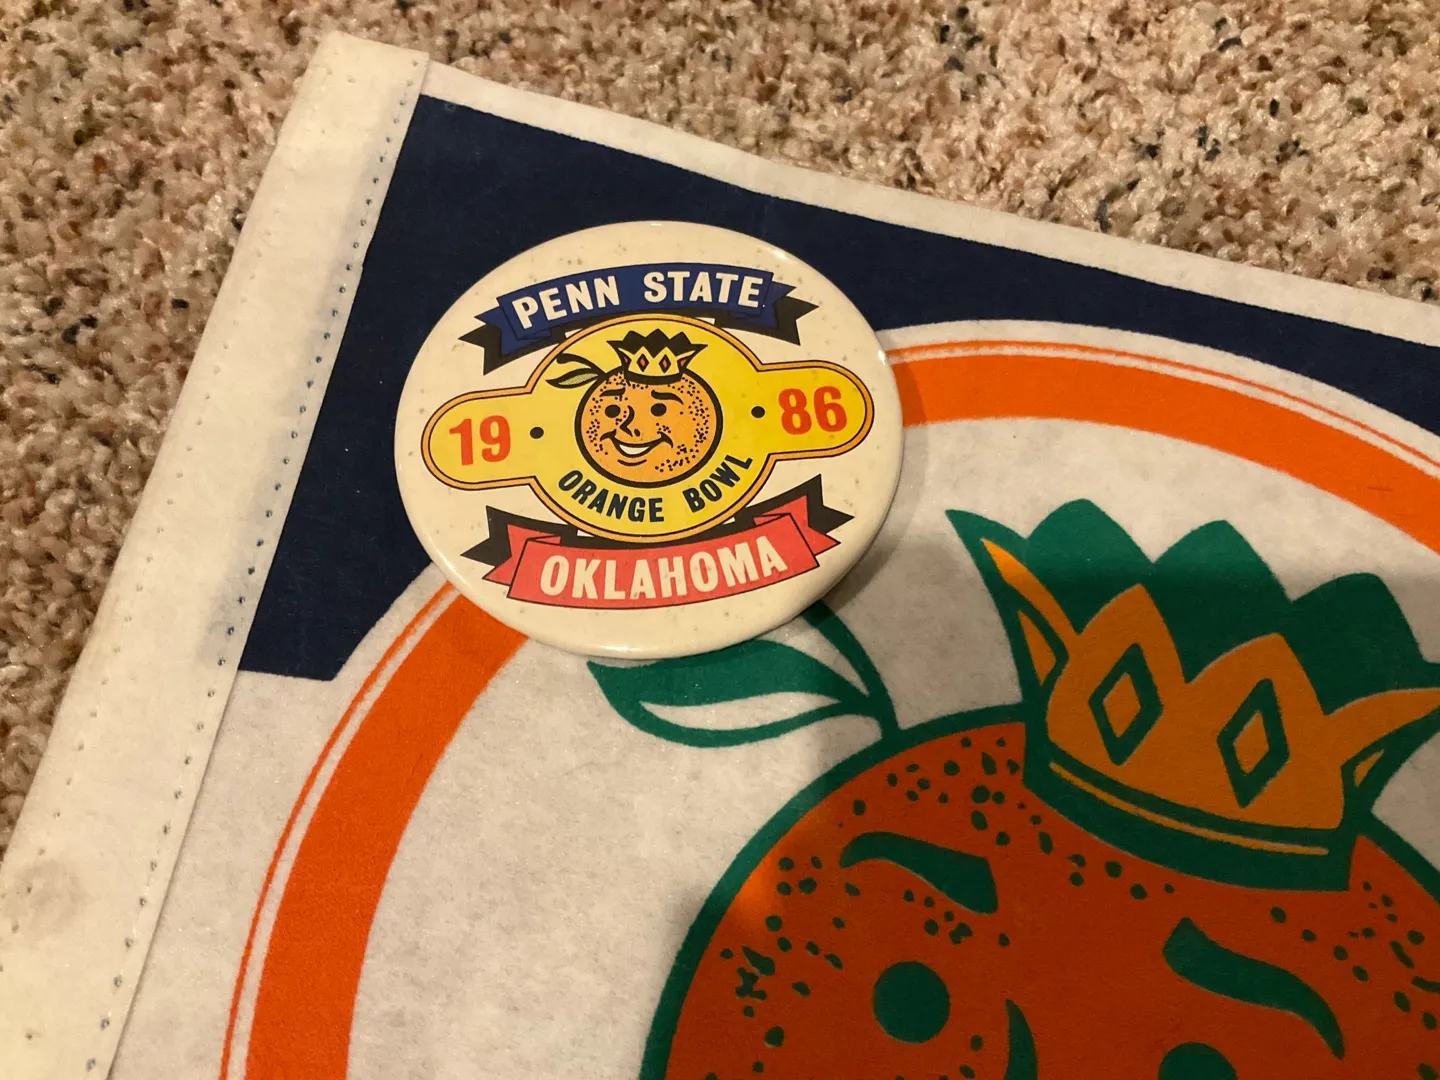 PENN STATE
19 • 86
ORANGE BOWL
OKLAHOMA